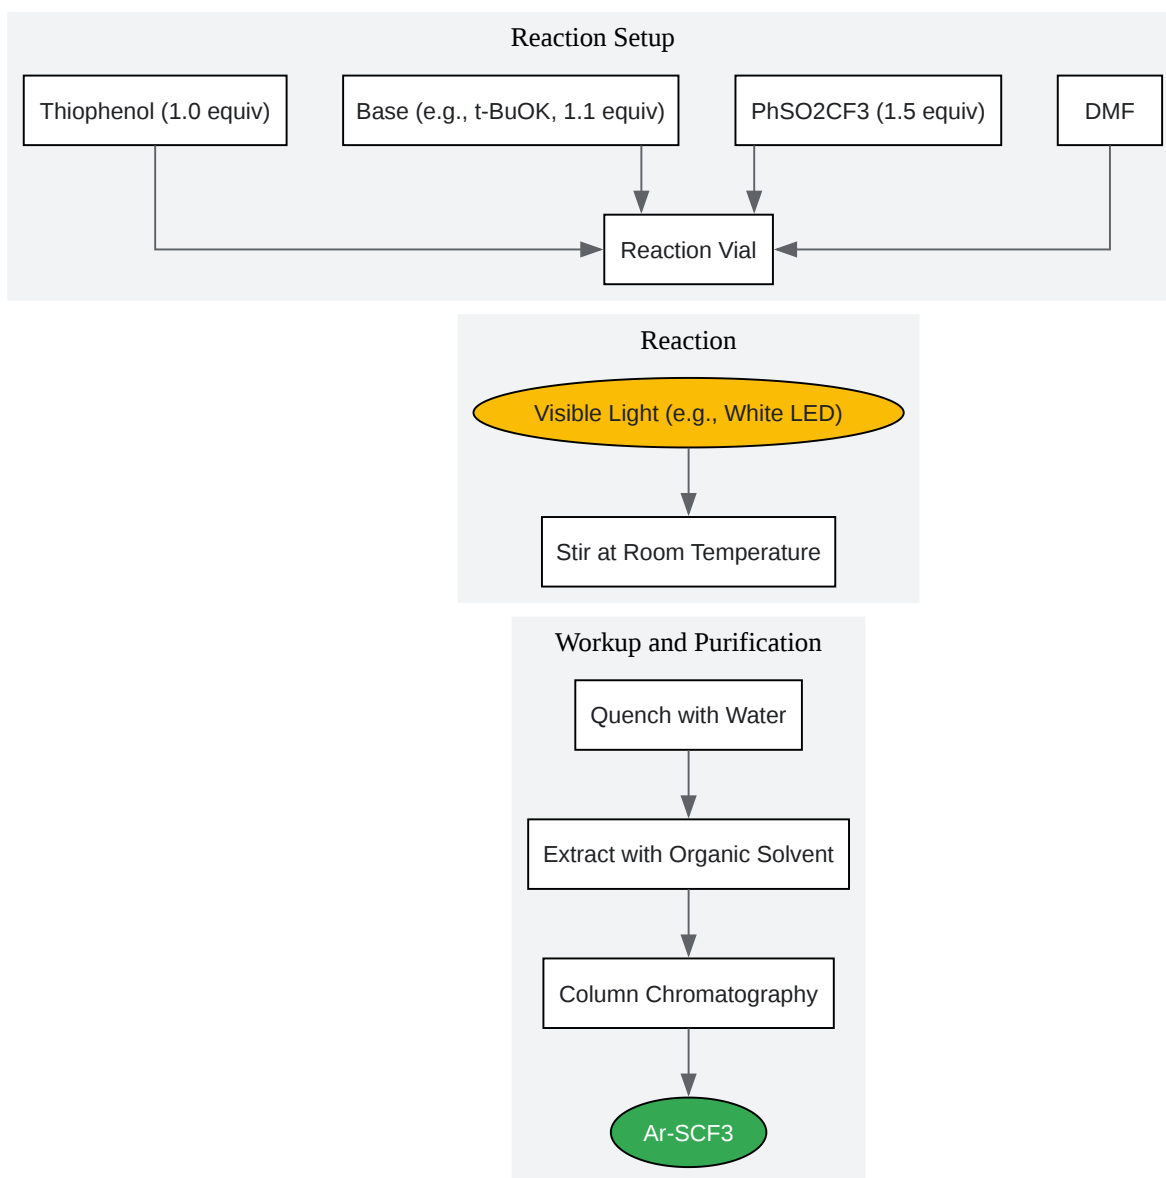 Reaction Setup
Thiophenol (1.0 equiv)
Base (e.g., t-BuOK, 1.1 equiv)
PhSO2CF3 (1.5 equiv)
DMF
Reaction Vial
Reaction
Visible Light (e.g., White LED)
Stir at Room Temperature
Workup and Purification
Quench with Water
Extract with Organic Solvent
Column Chromatography
Ar-SCF3